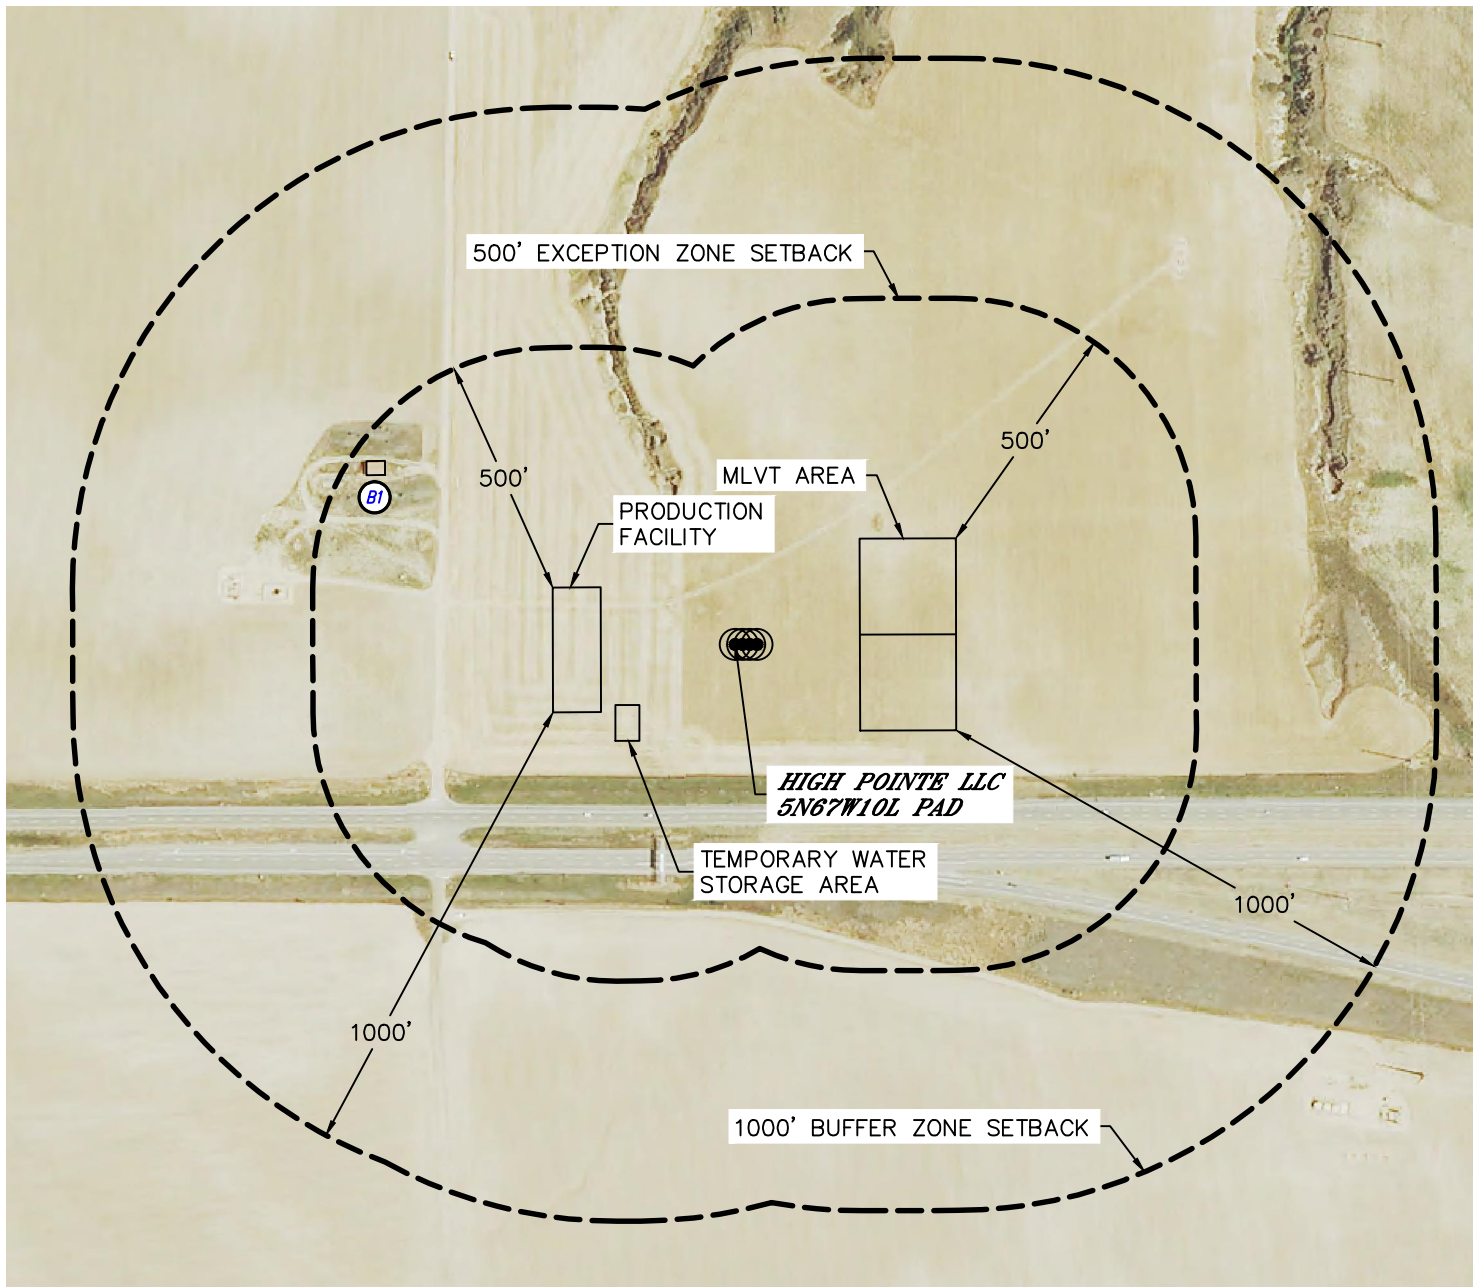 500' EXCEPTION ZONE SETBACK
500'
500'
MLVT AREA
B1
PRODUCTION
FACILITY
HIGH POINTE LLC
5N67W10L PAD
TEMPORARY WATER
STORAGE AREA
1000'
1000'
1000' BUFFER ZONE SETBACK